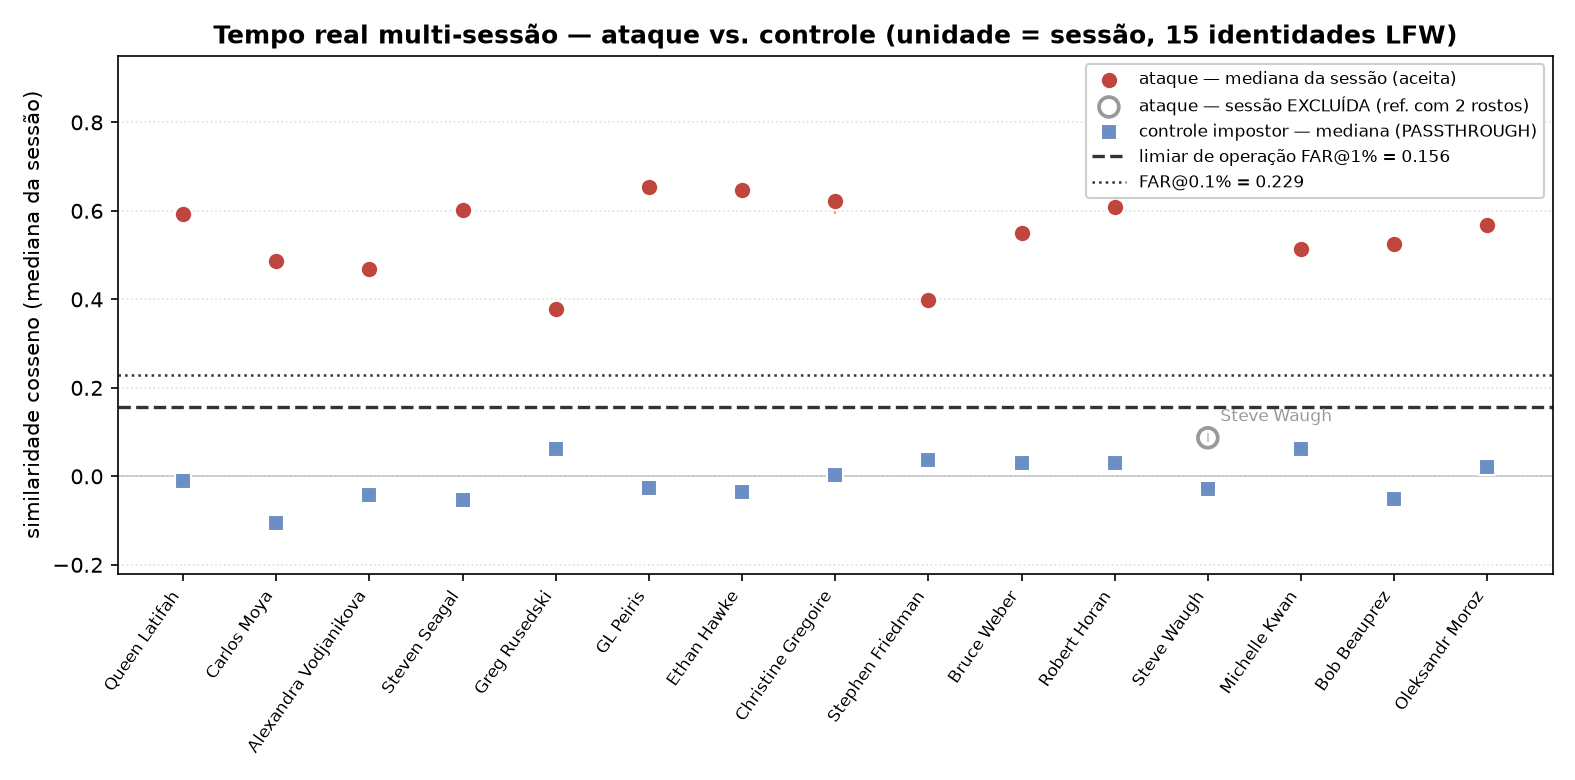 Tempo real multi-sessão — ataque vs. controle (unidade = sessão, 15 identidades LFW)
similaridade cosseno (mediana da sessão)
0.8
0.6
0.4
0.2
0.0
−0.2
ataque — mediana da sessão (aceita)
ataque — sessão EXCLUÍDA (ref. com 2 rostos)
controle impostor — mediana (PASSTHROUGH)
limiar de operação FAR@1% = 0.156
FAR@0.1% = 0.229
Steve Waugh
Queen Latifah
Carlos Moya
Alexandra Vodjanikova
Steven Seagal
Greg Rusedski
GL Peiris
Ethan Hawke
Christine Gregoire
Stephen Friedman
Bruce Weber
Robert Horan
Steve Waugh
Michelle Kwan
Bob Beauprez
Oleksandr Moroz